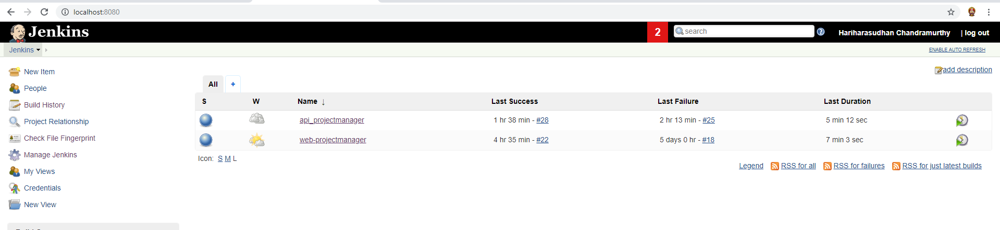 localhost:8080
Jenkins
2
search
Hariharasudhan Chandramurthy | log out
Jenkins
ENABLE AUTO REFRESH
New Item
People
Build History
Project Relationship
Check File Fingerprint
Manage Jenkins
My Views
Credentials
New View
add description
All +
S W Name ↓ Last Success Last Failure Last Duration
api_projectmanager 1 hr 38 min - #28 2 hr 13 min - #25 5 min 12 sec
web-projectmanager 4 hr 35 min - #22 5 days 0 hr - #18 7 min 3 sec
Icon: S M L
Legend RSS for all RSS for failures RSS for just latest builds